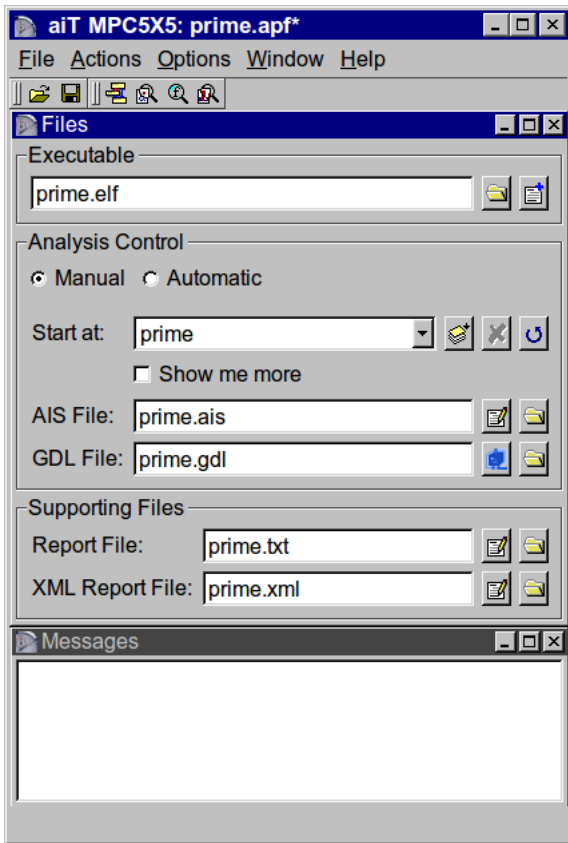 aiT MPC5X5: prime.apf*
File Actions Options Window Help
Files
Executable
prime.elf
Analysis Control
Manual Automatic
Start at: prime
Show me more
AIS File: prime.ais
GDL File: prime.gdl
Supporting Files
Report File: prime.txt
XML Report File: prime.xml
Messages